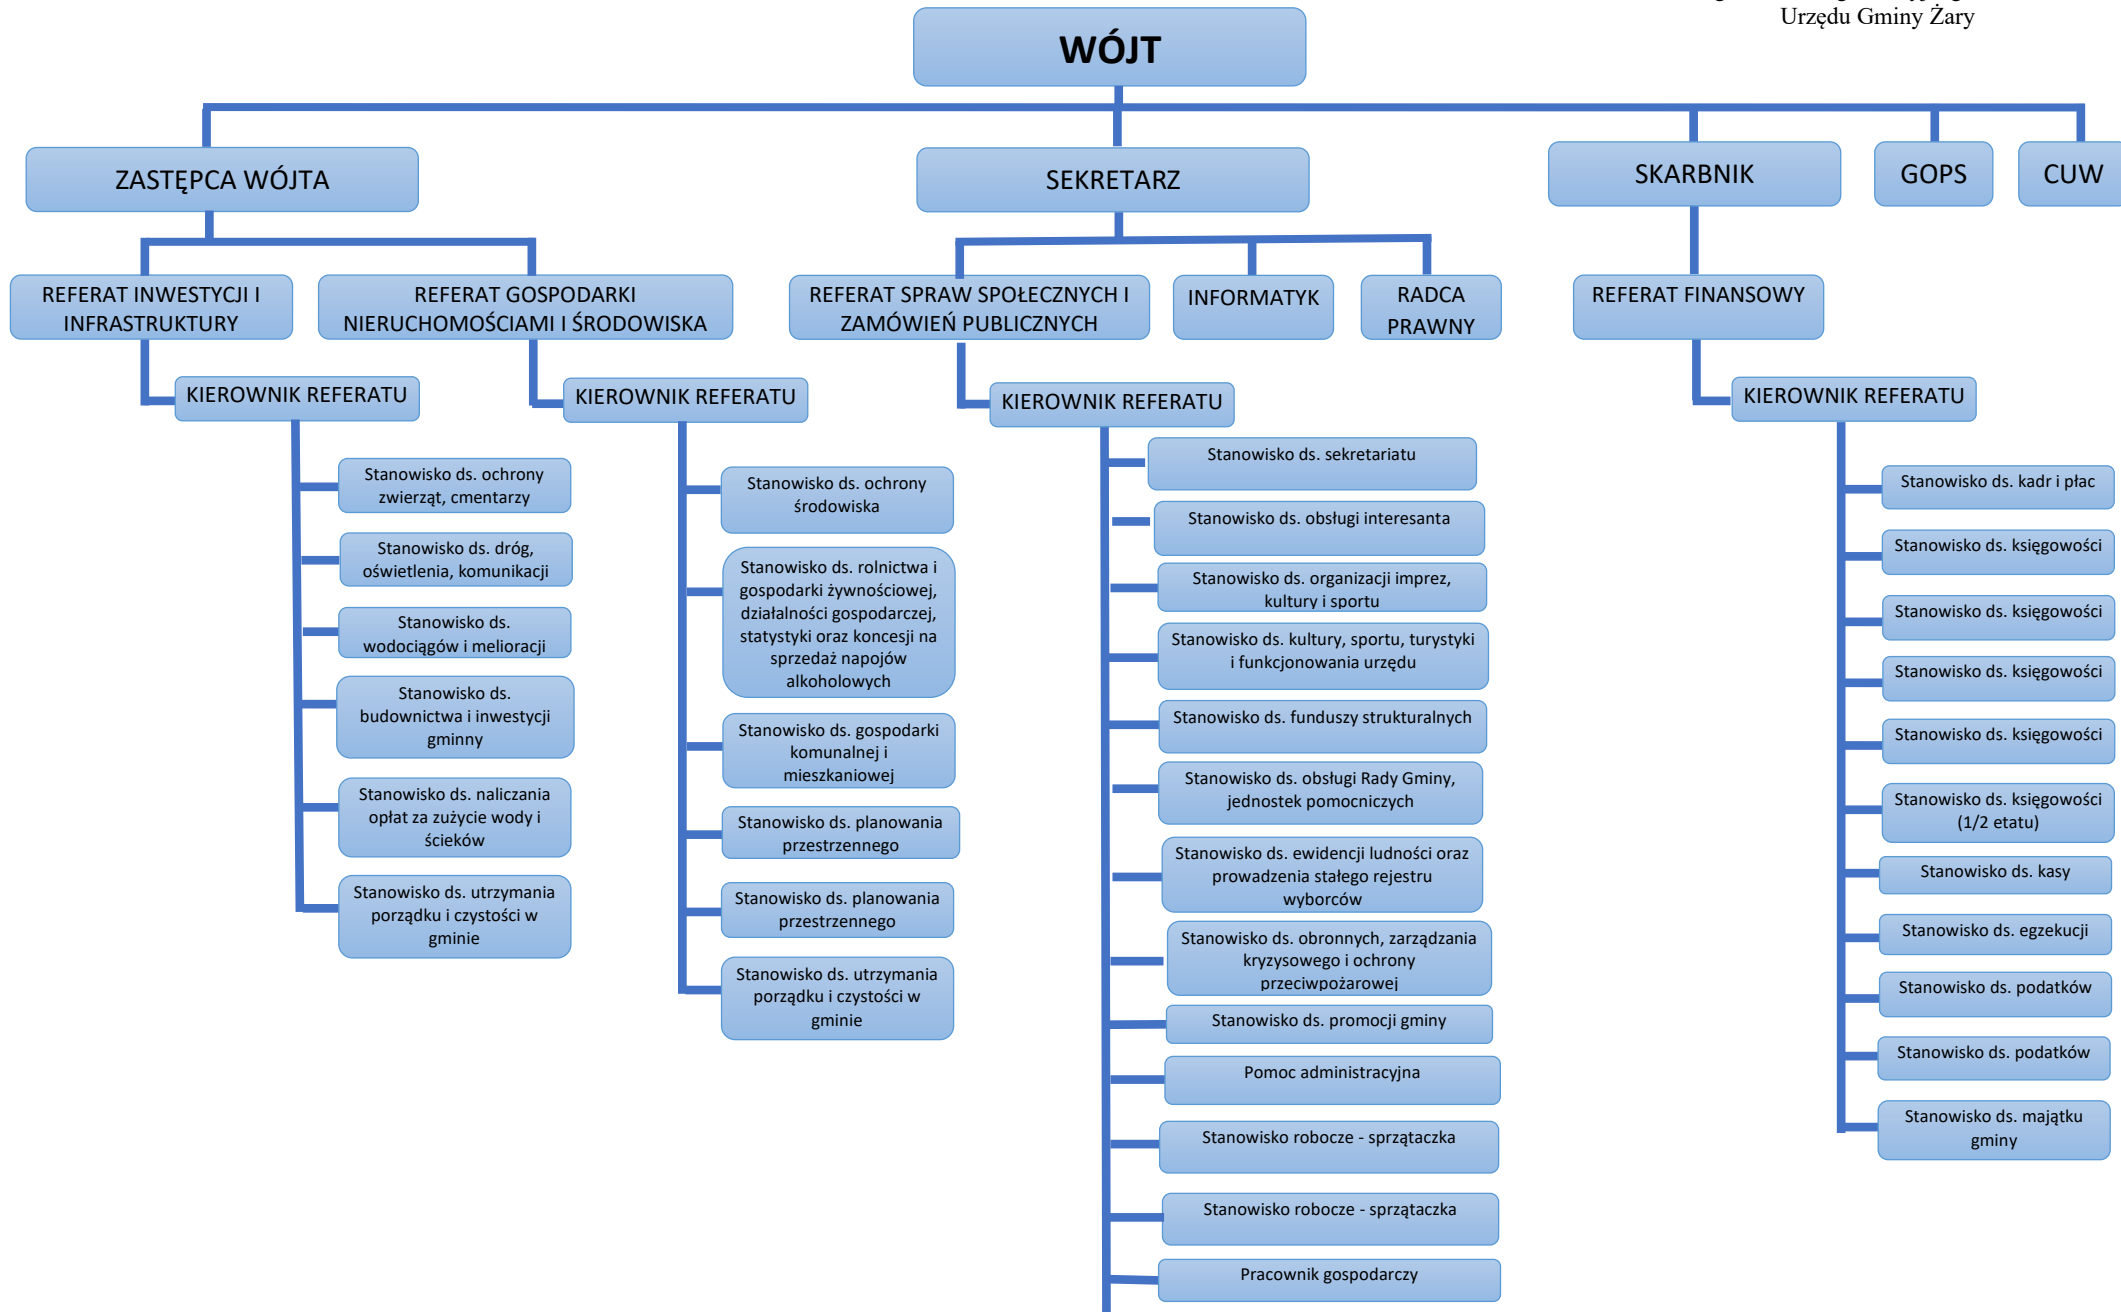 Urzędu Gminy Żary
WÓJT
ZASTĘPCA WÓJTA
SEKRETARZ
SKARBNIK
GOPS
CUW
REFERAT INWESTYCJI I
INFRASTRUKTURY
REFERAT GOSPODARKI
NIERUCHOMOŚCIAMI I ŚRODOWISKA
REFERAT SPRAW SPOŁECZNYCH I
ZAMÓWIEŃ PUBLICZNYCH
INFORMATYK
RADCA
PRAWNY
REFERAT FINANSOWY
KIEROWNIK REFERATU
Stanowisko ds. ochrony
zwierząt, cmentarzy
Stanowisko ds. dróg,
oświetlenia, komunikacji
Stanowisko ds.
wodociągów i melioracji
Stanowisko ds.
budownictwa i inwestycji
gminny
Stanowisko ds. naliczania
opłat za zużycie wody i
ścieków
Stanowisko ds. utrzymania
porządku i czystości w
gminie
KIEROWNIK REFERATU
Stanowisko ds. ochrony
środowiska
Stanowisko ds. rolnictwa i
gospodarki żywnościowej,
działalności gospodarczej,
statystyki oraz koncesji na
sprzedaż napojów
alkoholowych
Stanowisko ds. gospodarki
komunalnej i
mieszkaniowej
Stanowisko ds. planowania
przestrzennego
Stanowisko ds. planowania
przestrzennego
Stanowisko ds. utrzymania
porządku i czystości w
gminie
KIEROWNIK REFERATU
Stanowisko ds. sekretariatu
Stanowisko ds. obsługi interesanta
Stanowisko ds. organizacji imprez,
kultury i sportu
Stanowisko ds. kultury, sportu, turystyki
i funkcjonowania urzędu
Stanowisko ds. funduszy strukturalnych
Stanowisko ds. obsługi Rady Gminy,
jednostek pomocniczych
Stanowisko ds. ewidencji ludności oraz
prowadzenia stałego rejestru
wyborców
Stanowisko ds. obronnych, zarządzania
kryzysowego i ochrony
przeciwpożarowej
Stanowisko ds. promocji gminy
Pomoc administracyjna
Stanowisko robocze - sprzątaczka
Stanowisko robocze - sprzątaczka
Pracownik gospodarczy
KIEROWNIK REFERATU
Stanowisko ds. kadr i płac
Stanowisko ds. księgowości
Stanowisko ds. księgowości
Stanowisko ds. księgowości
Stanowisko ds. księgowości
Stanowisko ds. księgowości
(1/2 etatu)
Stanowisko ds. kasy
Stanowisko ds. egzekucji
Stanowisko ds. podatków
Stanowisko ds. podatków
Stanowisko ds. majątku
gminy